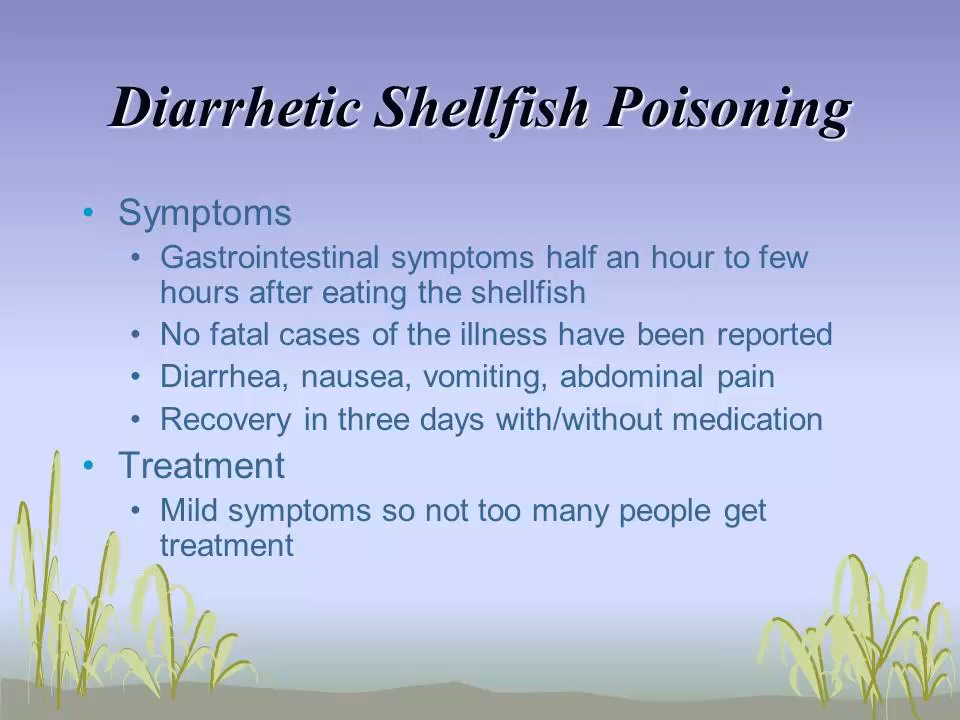 Diarrhetic Shellfish Poisoning
• Symptoms
• Gastrointestinal symptoms half an hour to few
hours after eating the shellfish
• No fatal cases of the illness have been reported
• Diarrhea, nausea, vomiting, abdominal pain
• Recovery in three days with/without medication
• Treatment
• Mild symptoms so not too many people get
treatment